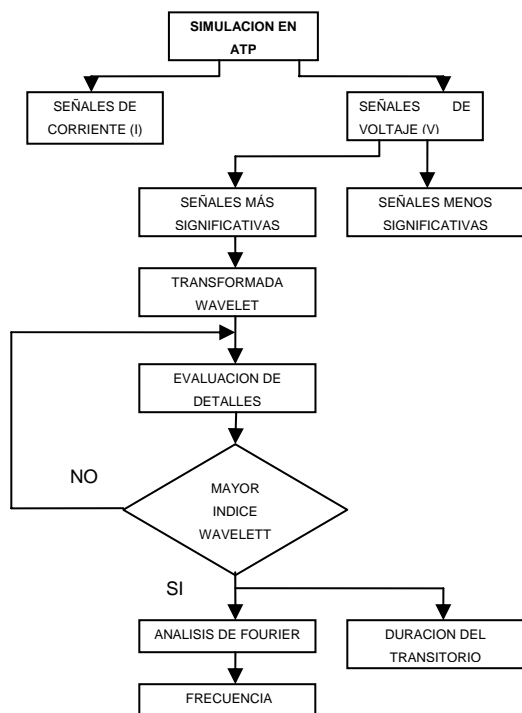 SIMULACION EN
ATP
SEÑALES DE
CORRIENTE (I)
SEÑALES DE
VOLTAJE (V)
SEÑALES MÁS
SIGNIFICATIVAS
SEÑALES MENOS
SIGNIFICATIVAS
TRANSFORMADA
WAVELET
EVALUACION DE
DETALLES
NO
MAYOR
INDICE
WAVELETT
SI
ANALISIS DE FOURIER
DURACION DEL
TRANSITORIO
FRECUENCIA